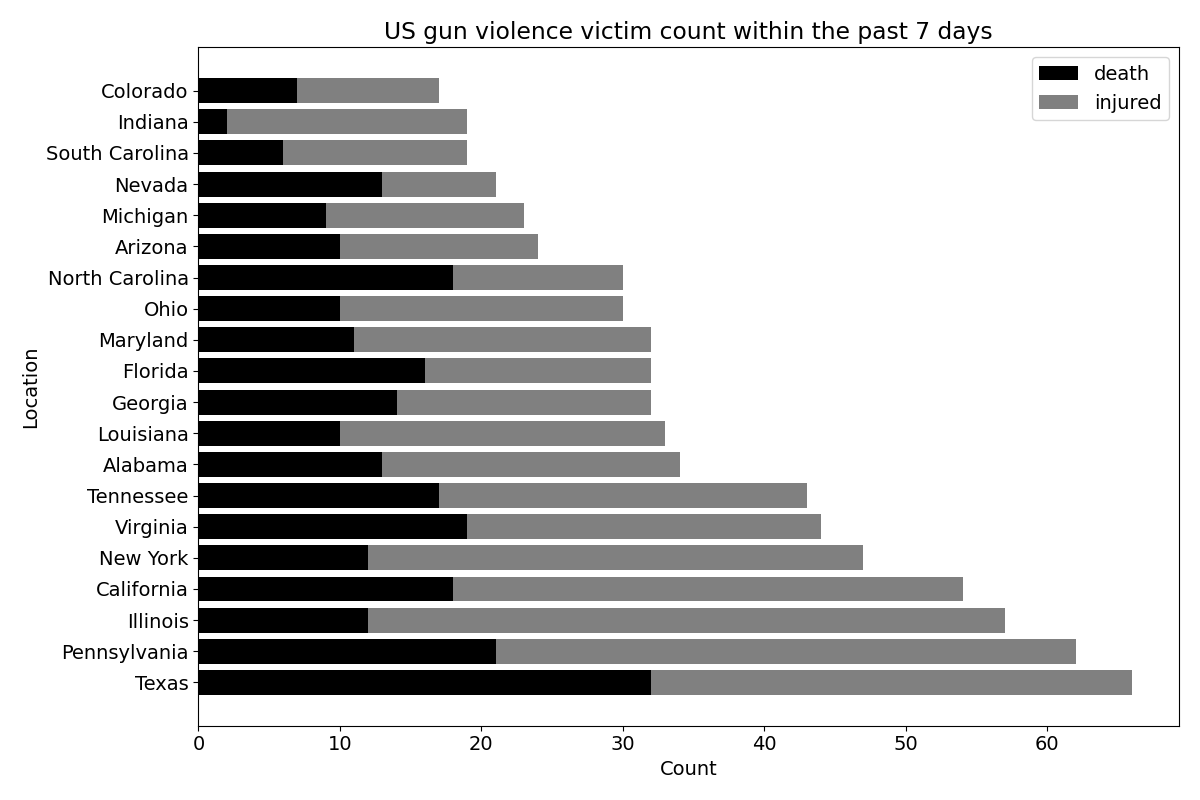 US gun violence victim count within the past 7 days
death
injured
Colorado
Indiana
South Carolina
Nevada
Michigan
Arizona
North Carolina
Ohio
Maryland
Florida
Georgia
Louisiana
Alabama
Tennessee
Virginia
New York
California
Illinois
Pennsylvania
Texas
Location
0 10 20 30 40 50 60
Count